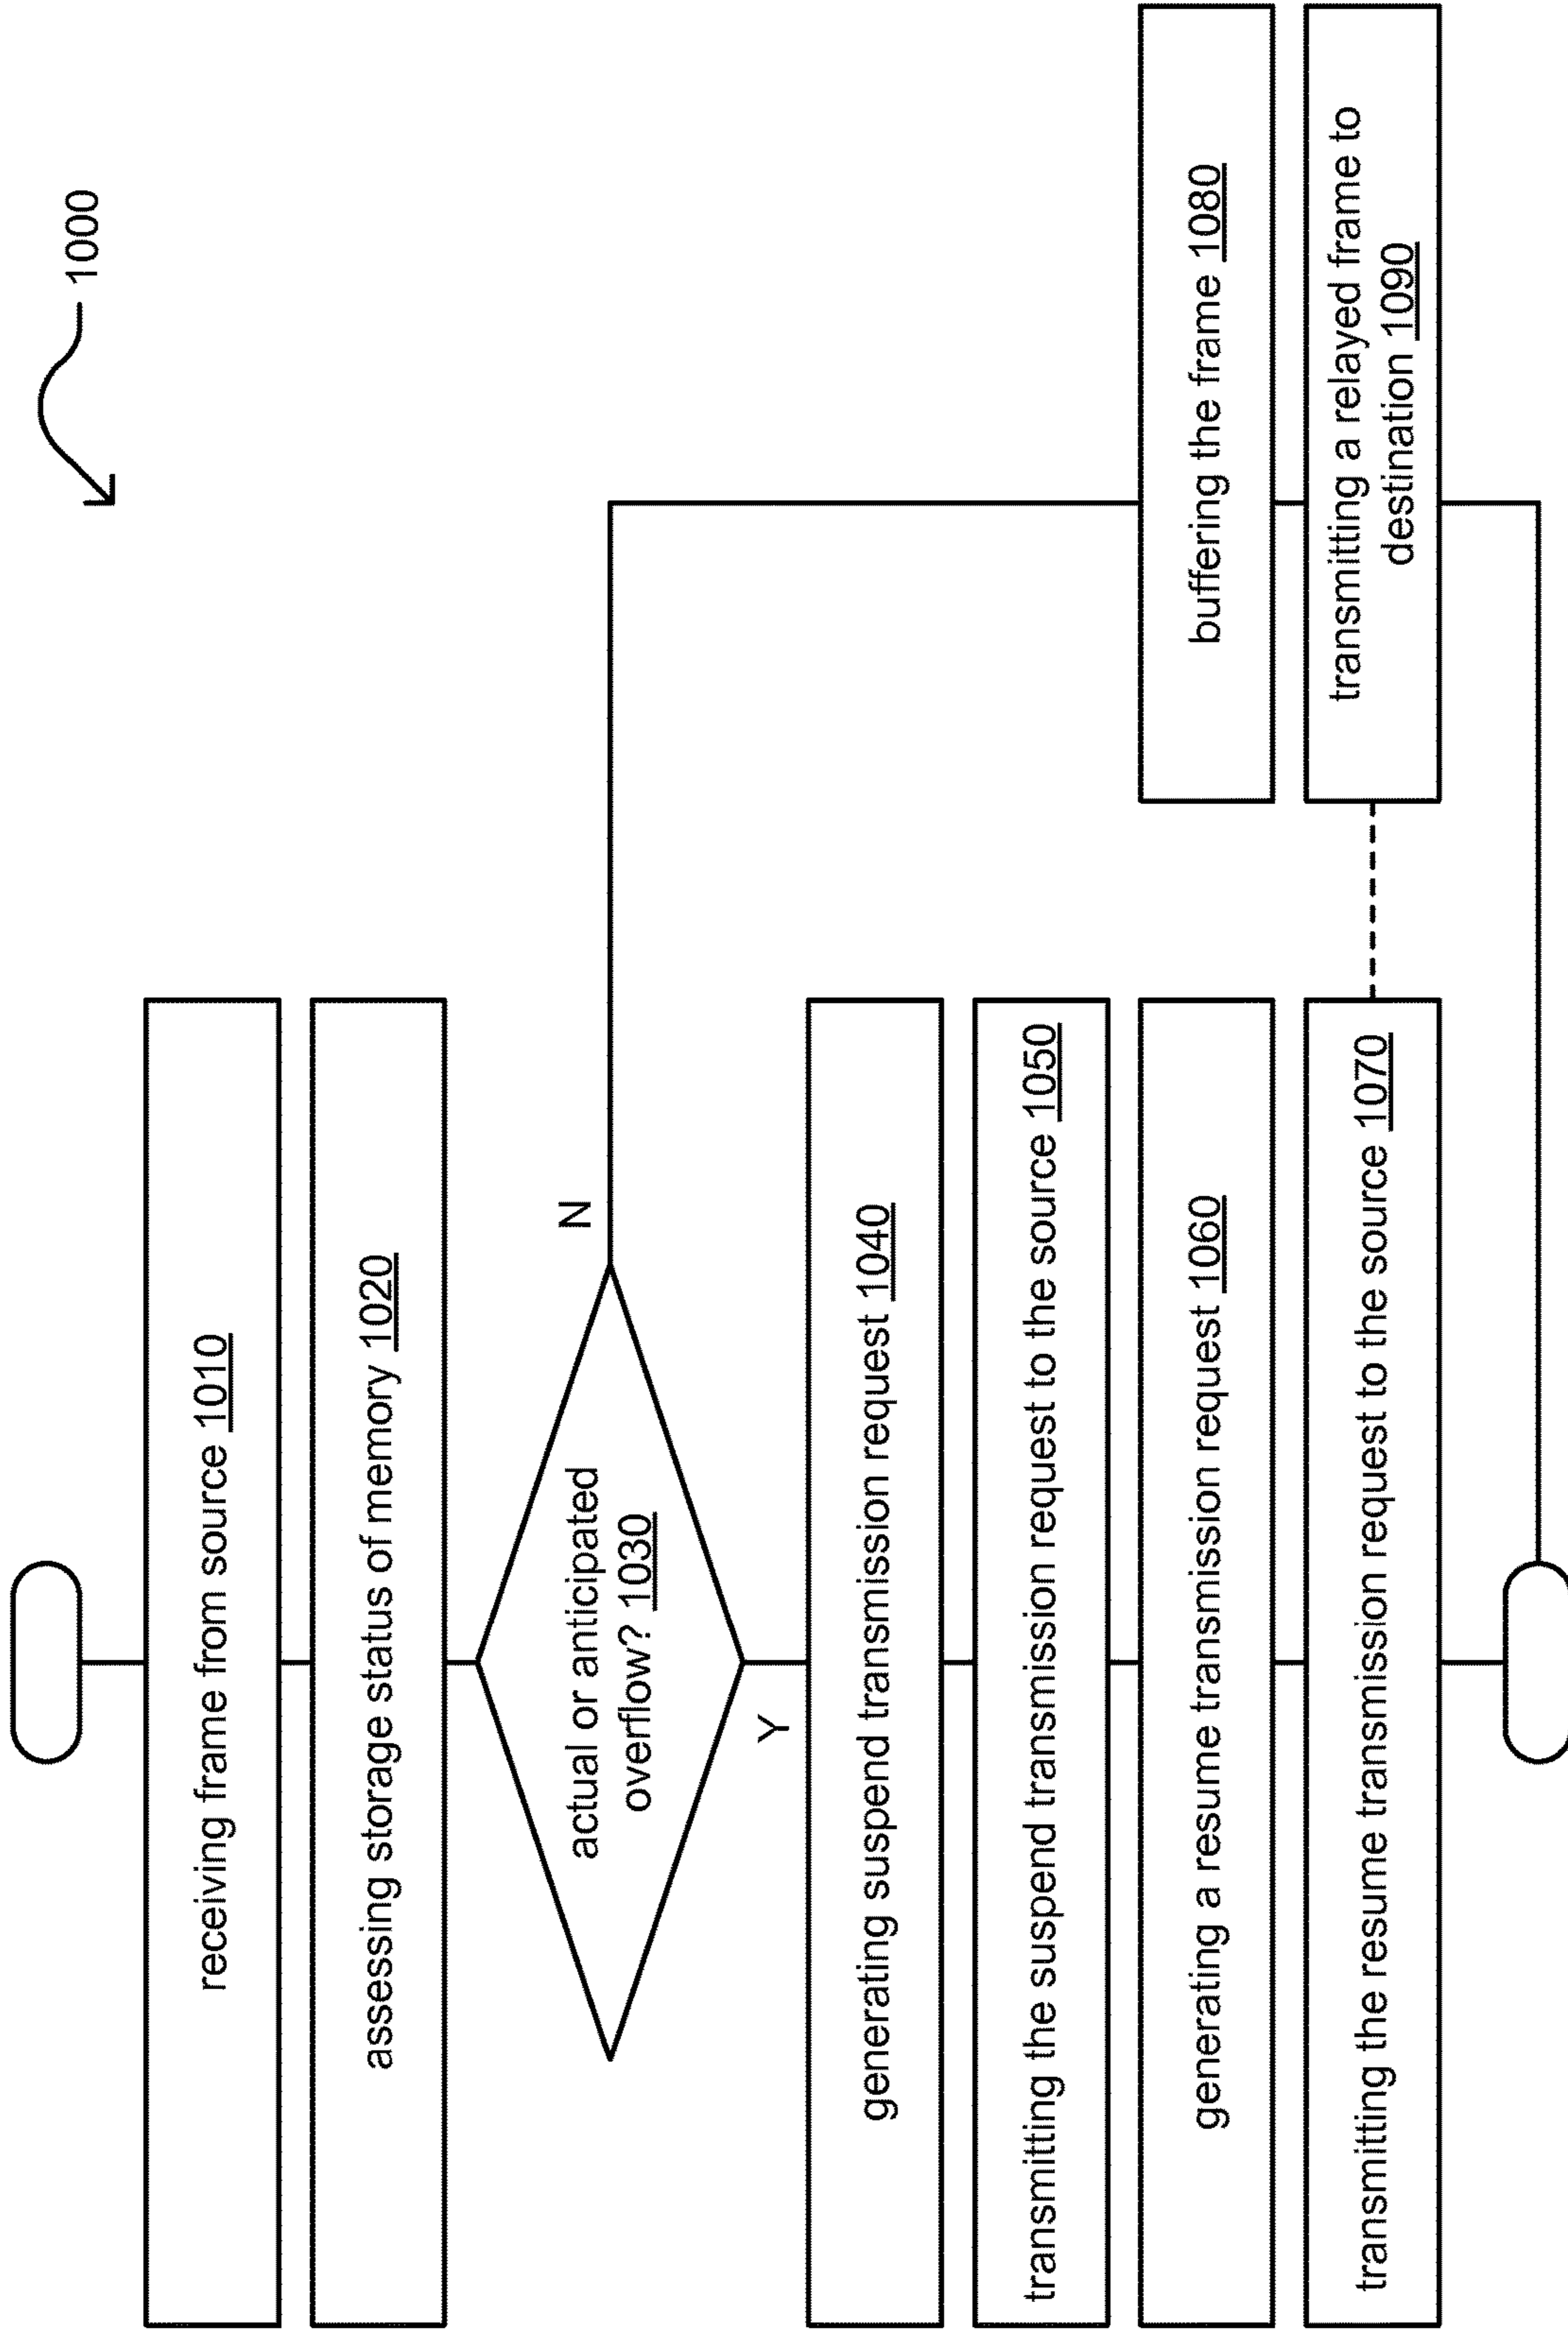 1000
receiving frame from source 1010
assessing storage status of memory 1020
actual or anticipated
overflow? 1030
N
Y
generating suspend transmission request 1040
transmitting the suspend transmission request to the source 1050
generating a resume transmission request 1060
transmitting the resume transmission request to the source 1070
buffering the frame 1080
transmitting a relayed frame to
destination 1090